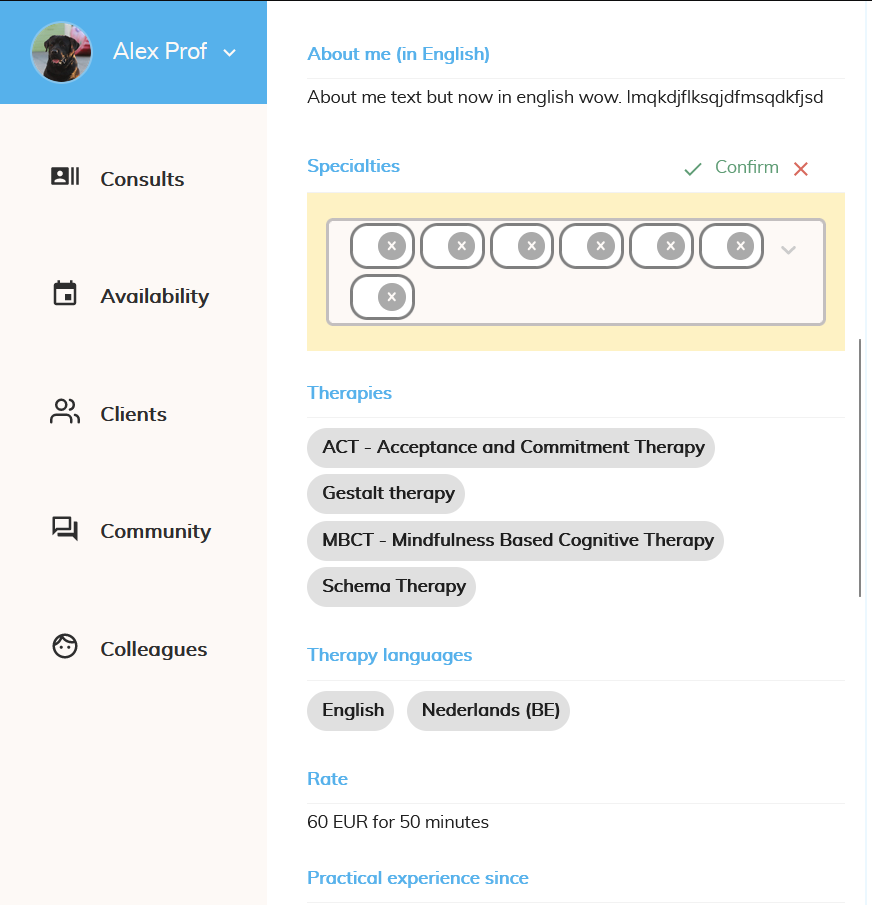 Alex Prof
Consults
Availability
Clients
Community
Colleagues
About me (in English)
About me text but now in english wow. lmqkdjflksqjdfmsqdkfjsd
Specialties
Confirm
Therapies
ACT - Acceptance and Commitment Therapy
Gestalt therapy
MBCT - Mindfulness Based Cognitive Therapy
Schema Therapy
Therapy languages
English Nederlands (BE)
Rate
60 EUR for 50 minutes
Practical experience since